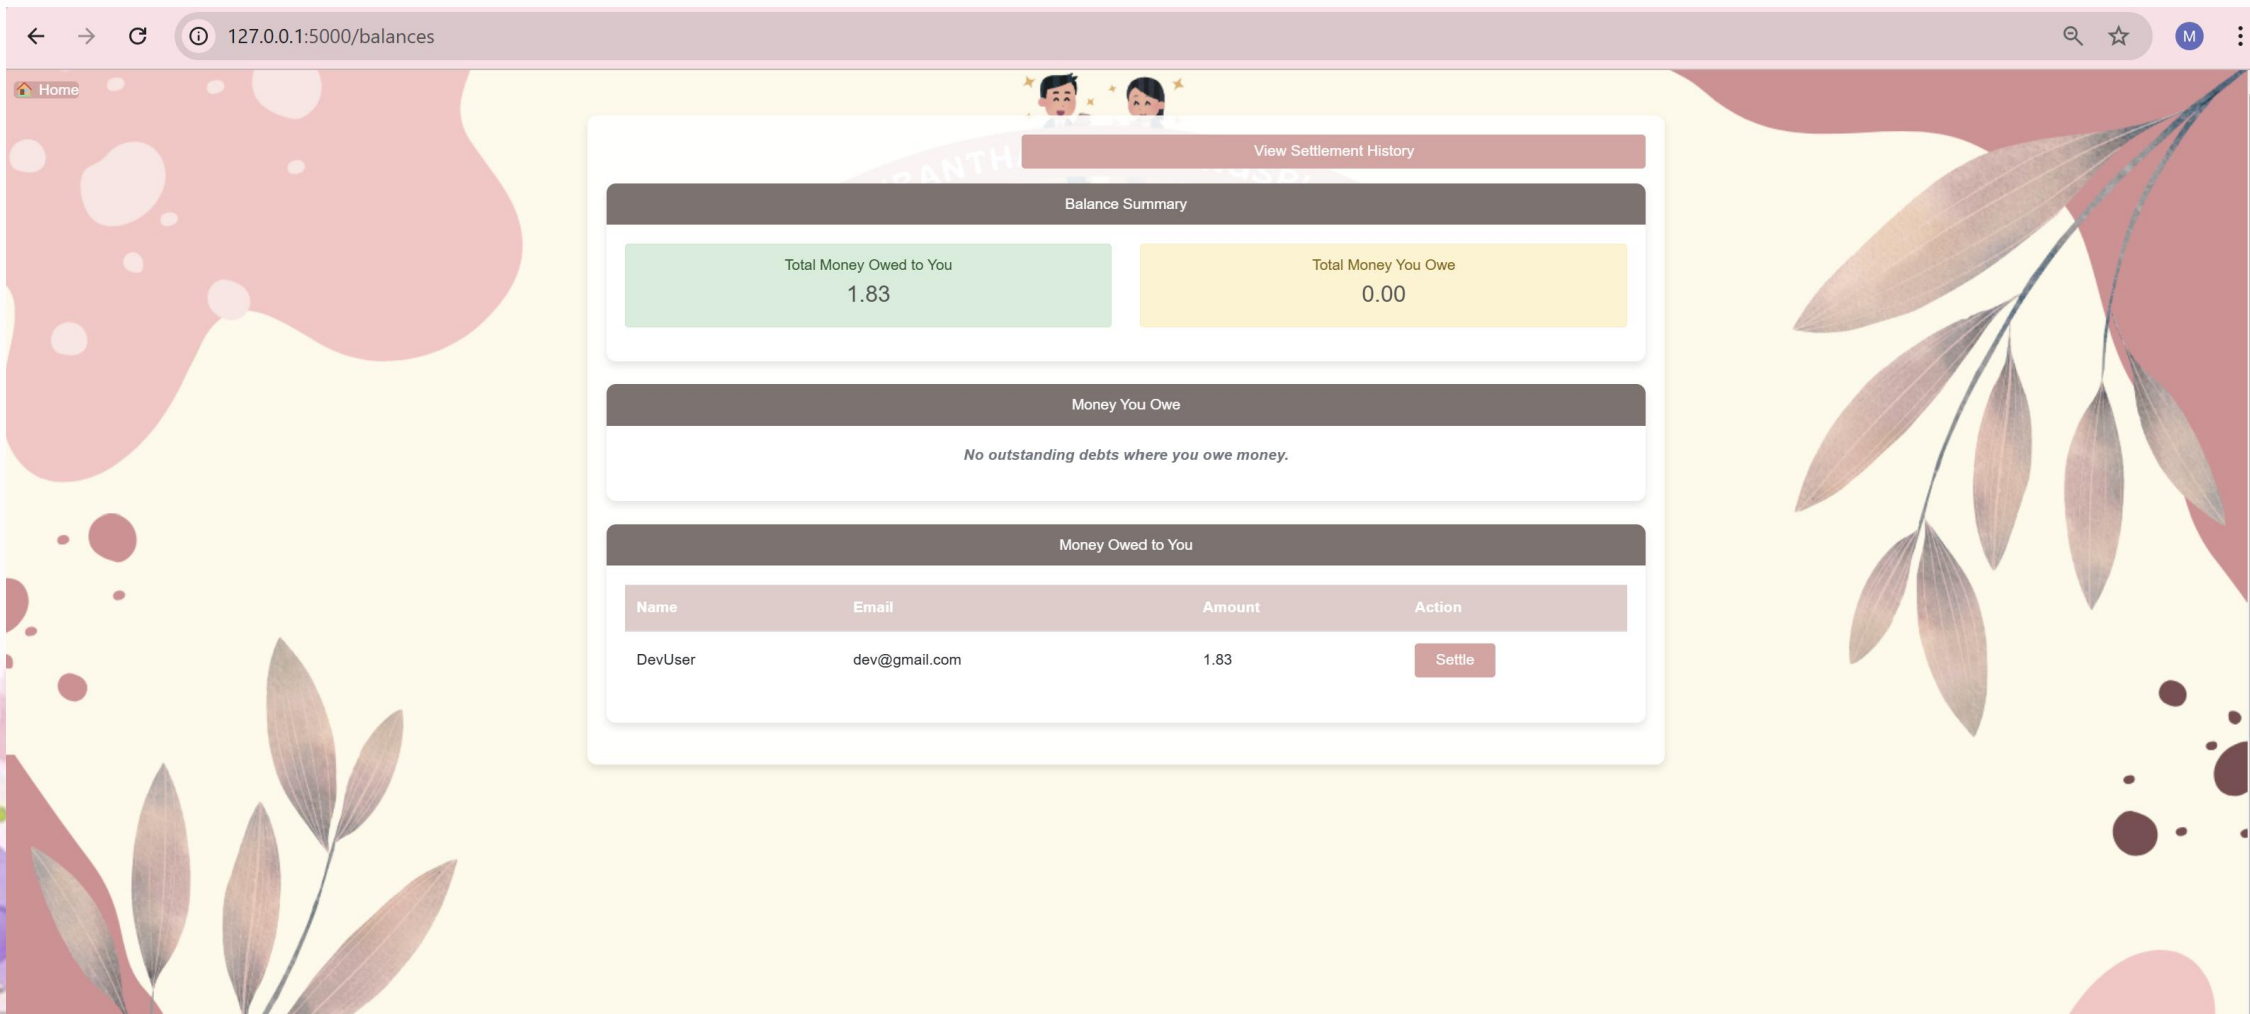 127.0.0.1:5000/balances
M
Home
View Settlement History
Balance Summary
Total Money Owed to You
1.83
Total Money You Owe
0.00
Money You Owe
No outstanding debts where you owe money.
Money Owed to You
Name Email Amount Action
DevUser dev@gmail.com 1.83 Settle